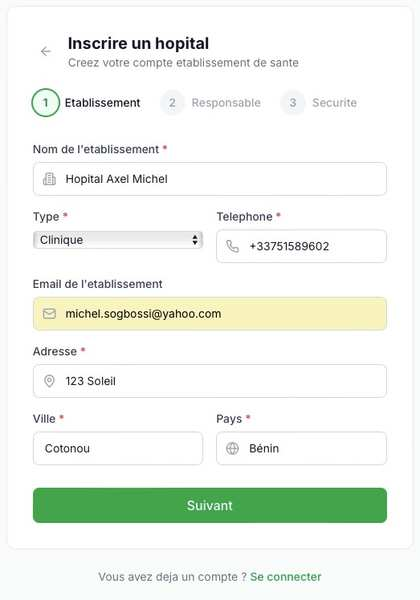 Inscrire un hopital
Creez votre compte etablissement de sante
1 Etablissement 2 Responsable 3 Securite
Nom de l'etablissement *
Hopital Axel Michel
Type * Telephone *
Clinique +33751589602
Email de l'etablissement
michel.sogbossi@yahoo.com
Adresse *
123 Soleil
Ville * Pays *
Cotonou Bénin
Suivant
Vous avez deja un compte ? Se connecter